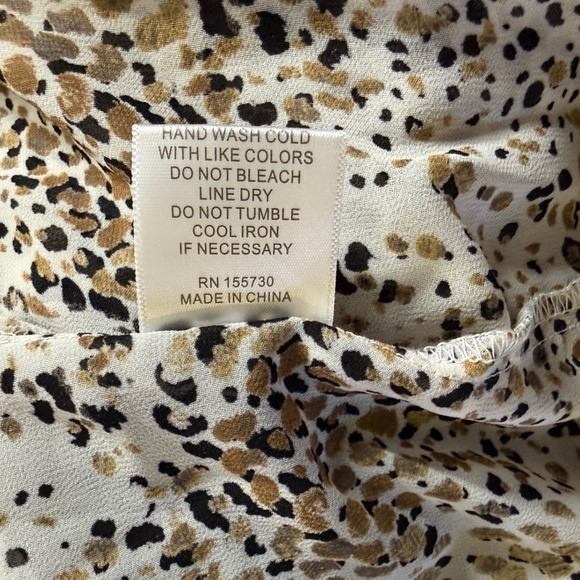 HAND WASH COLD
WITH LIKE COLORS
DO NOT BLEACH
LINE DRY
DO NOT TUMBLE
COOL IRON
IF NECESSARY
RN 155730
MADE IN CHINA